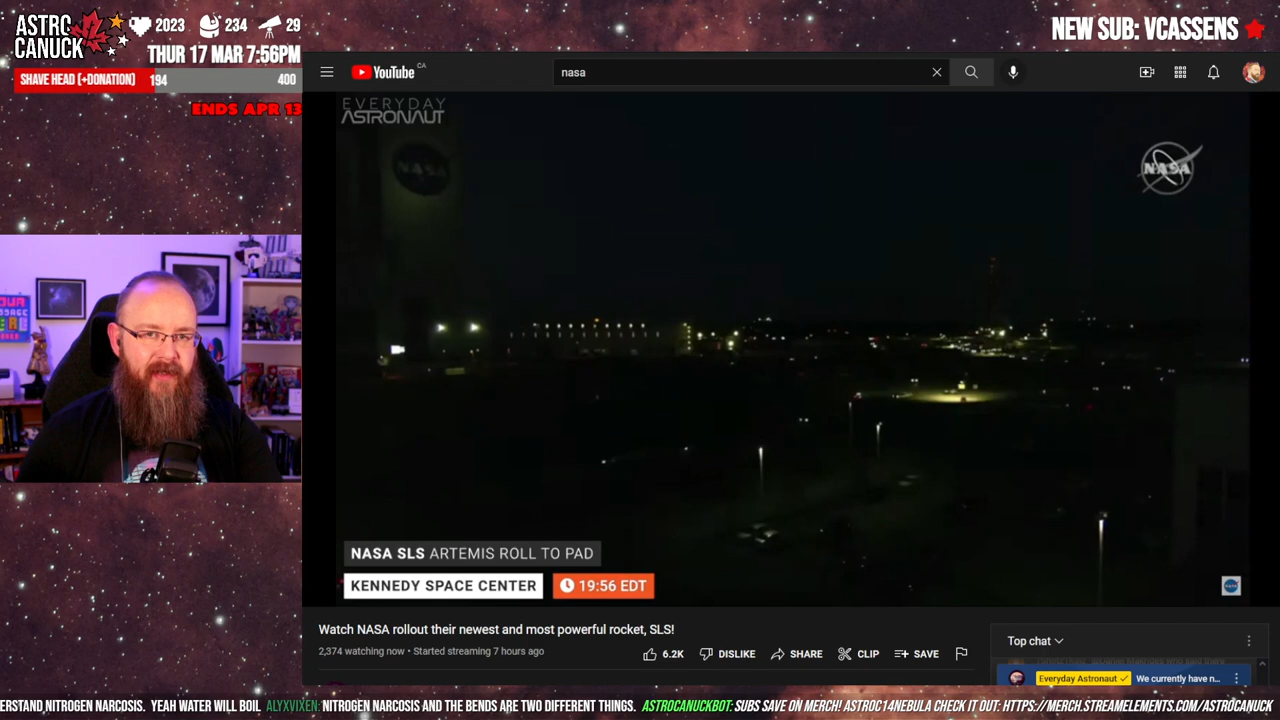 ASTRO
CANUCK
2023
234
29
THUR 17 MAR 7:56PM
SHAVE HEAD (+DONATION)
194
400
ENDS APR 13
NEW SUB: VCASSENS
YouTube CA
nasa
EVERYDAY
ASTRONAUT
NASA
NASA
NASA SLS ARTEMIS ROLL TO PAD
KENNEDY SPACE CENTER
19:56 EDT
Watch NASA rollout their newest and most powerful rocket, SLS!
2,374 watching now • Started streaming 7 hours ago
6.2K
DISLIKE
SHARE
CLIP
SAVE
Top chat
Everyday Astronaut
We currently have n...
ERSTAND NITROGEN NARCOSIS. YEAH WATER WILL BOIL ALYXVIXEN: NITROGEN NARCOSIS AND THE BENDS ARE TWO DIFFERENT THINGS. ASTROCANUCKBOT: SUBS SAVE ON MERCH! ASTROC14NEBULA CHECK IT OUT: HTTPS://MERCH.STREAMELEMENTS.COM/ASTROCANUCK